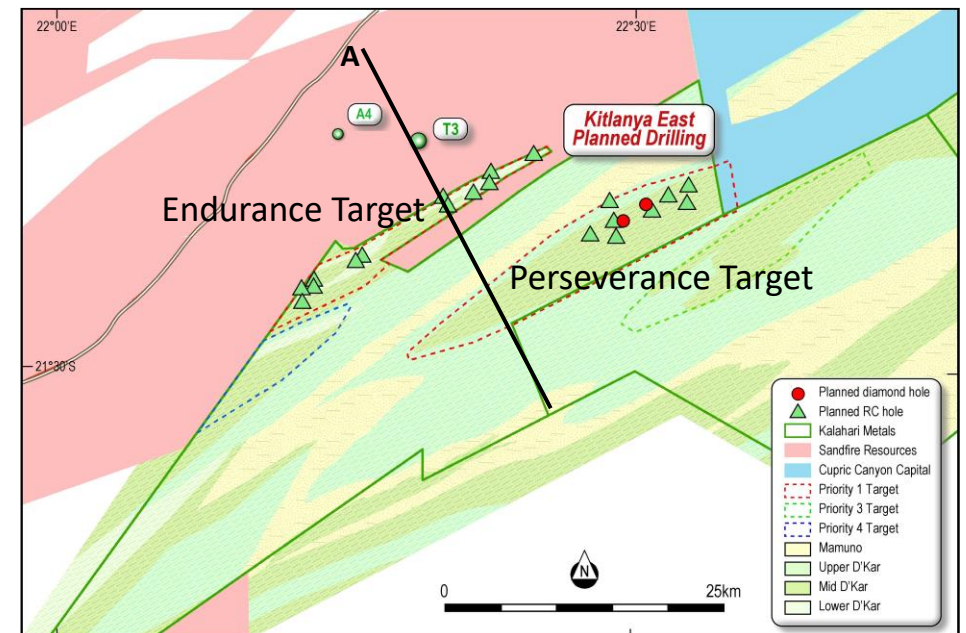 22°00'E
22°30'E
A
A4
T3
Kitlanya East
Planned Drilling
Endurance Target
Perseverance Target
21°30'S
Planned diamond hole
Planned RC hole
Kalahari Metals
Sandfire Resources
Cupric Canyon Capital
Priority 1 Target
Priority 3 Target
Priority 4 Target
Mamuno
Upper D'Kar
Mid D'Kar
Lower D'Kar
N
0
25km